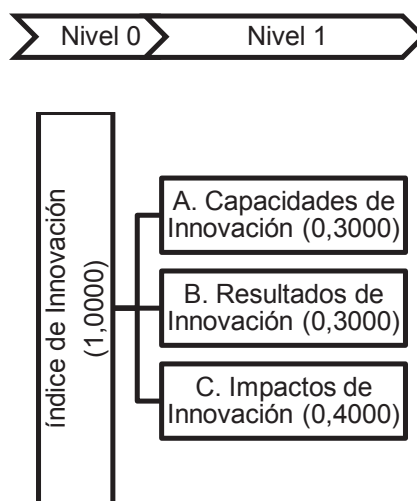 Nivel 0
Nivel 1
índice de Innovación
(1,0000)
A. Capacidades de
Innovación (0,3000)
B. Resultados de
Innovación (0,3000)
C. Impactos de
Innovación (0,4000)